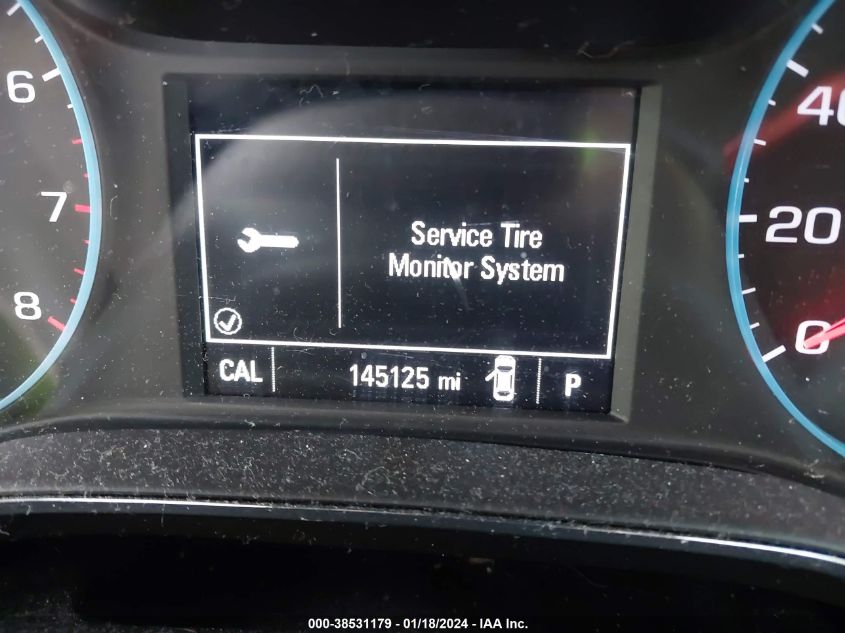 6
7
8
Service Tire
Monitor System
CAL 145125 mi P
40
20
0
000-38531179 - 01/18/2024 - IAA Inc.